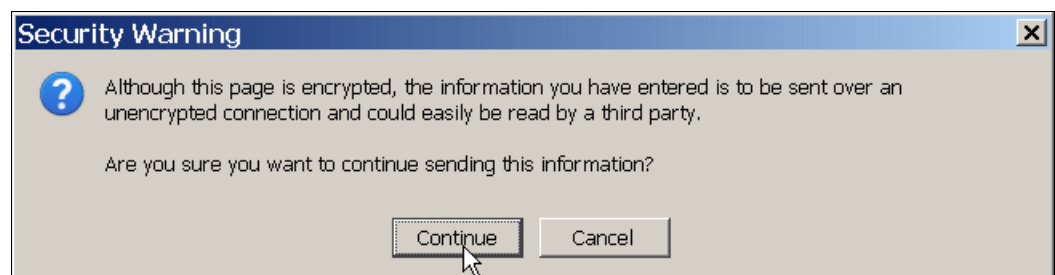 Security Warning
Although this page is encrypted, the information you have entered is to be sent over an
unencrypted connection and could easily be read by a third party.
Are you sure you want to continue sending this information?
Continue
Cancel